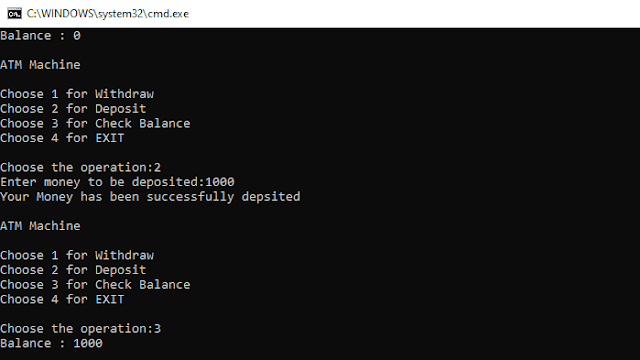 C:\WINDOWS\system32\cmd.exe
Balance : 0
ATM Machine
Choose 1 for Withdraw
Choose 2 for Deposit
Choose 3 for Check Balance
Choose 4 for EXIT
Choose the operation:2
Enter money to be deposited:1000
Your Money has been successfully depsited
ATM Machine
Choose 1 for Withdraw
Choose 2 for Deposit
Choose 3 for Check Balance
Choose 4 for EXIT
Choose the operation:3
Balance : 1000